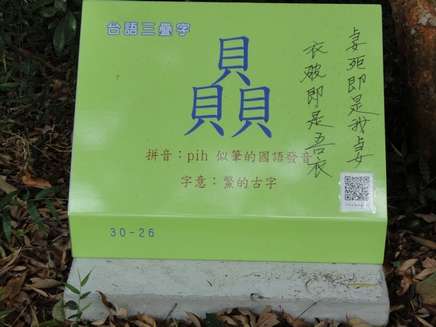 台語三疊字
贔
拼音：pih 似筆的國語發音
字意：鱉的古字
妻死即是我妻
衣破即是吾衣
30-26